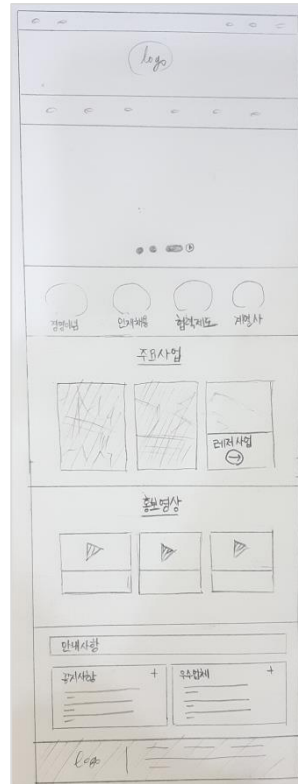 logo
경영이념 인재채용 협력제도 계열사
주요사업
레저사업
홍보영상
안내사항
공지사항 +
우수업체 +
logo